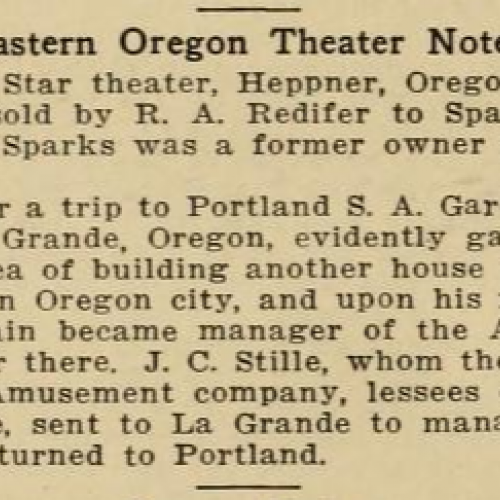 astern Oregon Theater Note
Star theater, Heppner, Orego
sold by R. A. Redifer to Spa
Sparks was a former owner
r a trip to Portland S. A. Gar
Grande, Oregon, evidently ga
ea of building another house
n Oregon city, and upon his
ain became manager of the A
r there. J. C. Stille, whom the
Amusement company, lessees
e, sent to La Grande to mana
turned to Portland.